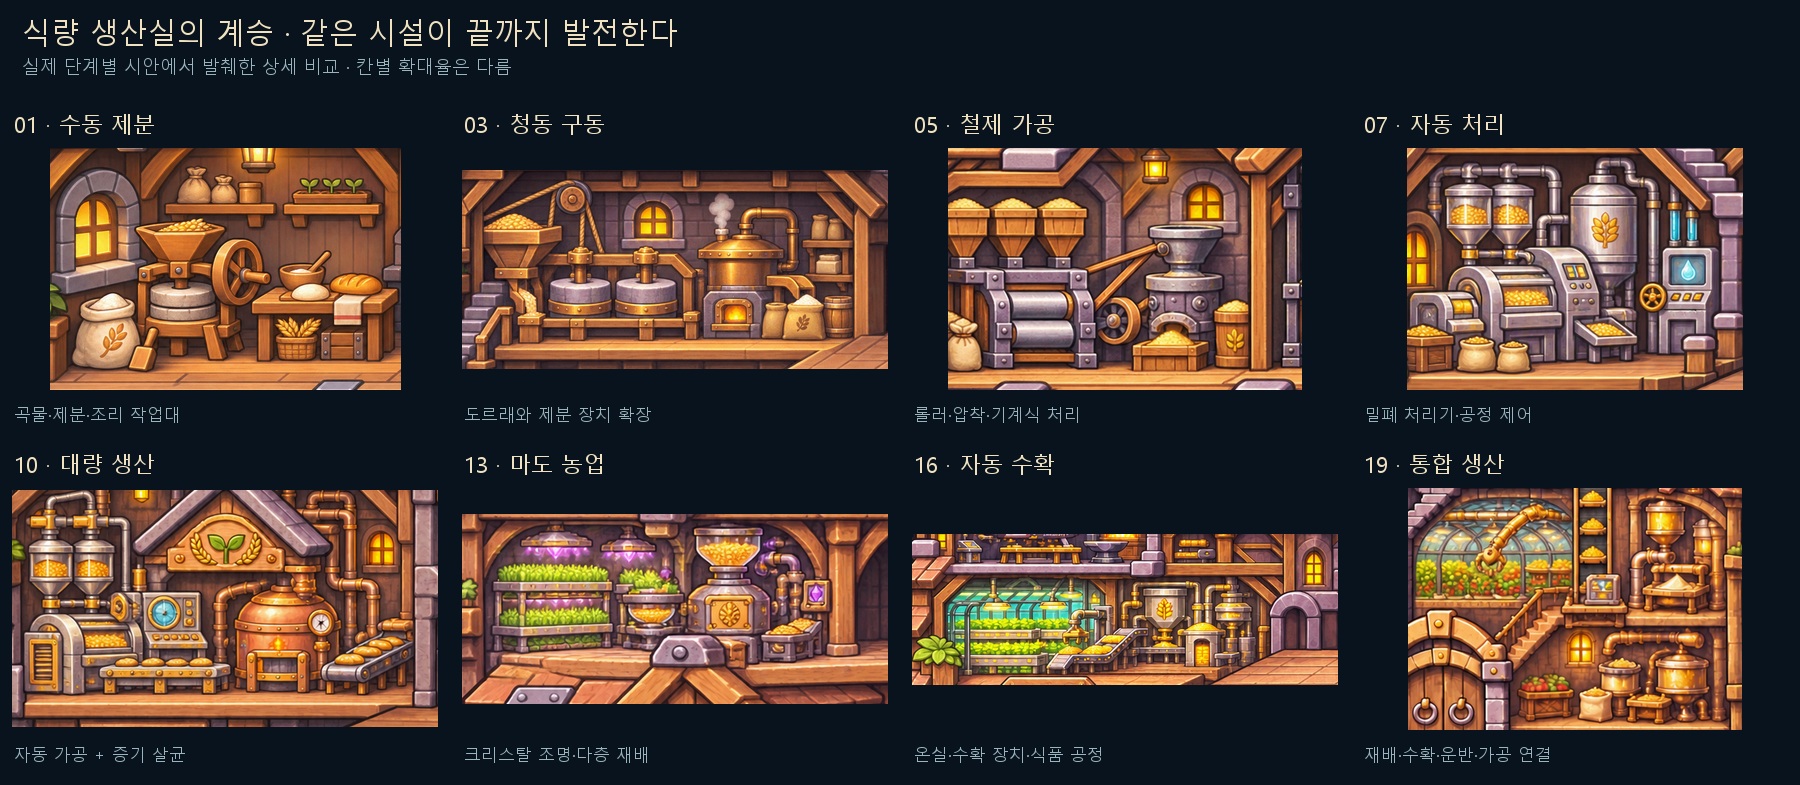 식량 생산실의 계승 · 같은 시설이 끝까지 발전한다
실제 단계별 시안에서 발췌한 상세 비교 · 칸별 확대율은 다름
01 · 수동 제분
03 · 청동 구동
05 · 철제 가공
07 · 자동 처리
곡물·제분·조리 작업대
도르래와 제분 장치 확장
롤러·압착·기계식 처리
밀폐 처리기·공정 제어
10 · 대량 생산
13 · 마도 농업
16 · 자동 수확
19 · 통합 생산
자동 가공 + 증기 살균
크리스탈 조명·다층 재배
온실·수확 장치·식품 공정
재배·수확·운반·가공 연결